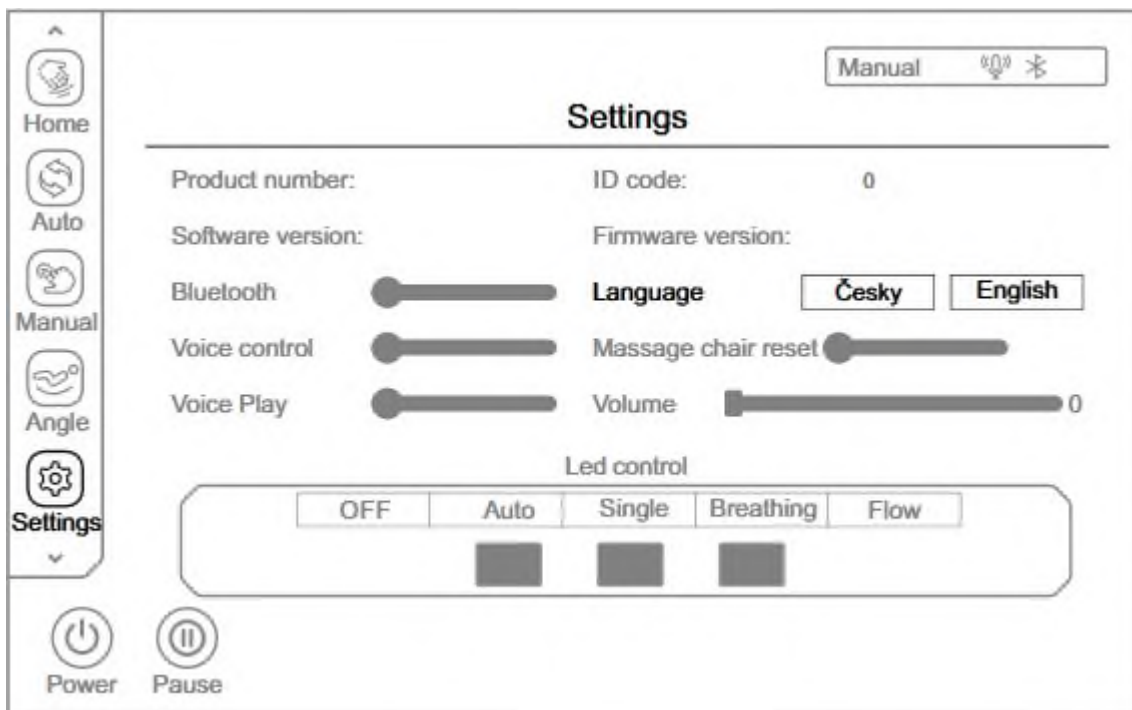 Manual
Settings
Home
Auto
Manual
Angle
Settings
Product number:
ID code: 0
Software version:
Firmware version:
Bluetooth
Language Česky English
Voice control
Massage chair reset
Voice Play
Volume 0
Led control
OFF Auto Single Breathing Flow
Power Pause